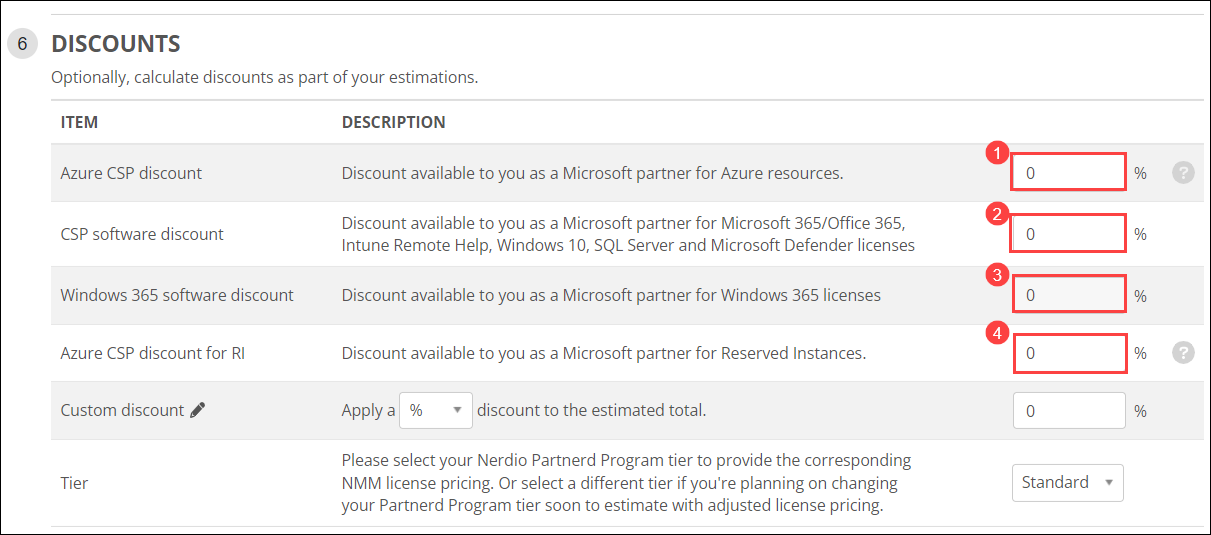 6
DISCOUNTS
Optionally, calculate discounts as part of your estimations.
ITEM DESCRIPTION
Azure CSP discount Discount available to you as a Microsoft partner for Azure resources. 1 0 % ?
CSP software discount Discount available to you as a Microsoft partner for Microsoft 365/Office 365,
Intune Remote Help, Windows 10, SQL Server and Microsoft Defender licenses 2 0 %
Windows 365 software discount Discount available to you as a Microsoft partner for Windows 365 licenses 3 0 %
Azure CSP discount for RI Discount available to you as a Microsoft partner for Reserved Instances. 4 0 % ?
Custom discount Apply a % discount to the estimated total. 0 %
Tier Please select your Nerdio Partnerd Program tier to provide the corresponding
NMM license pricing. Or select a different tier if you're planning on changing
your Partnerd Program tier soon to estimate with adjusted license pricing. Standard